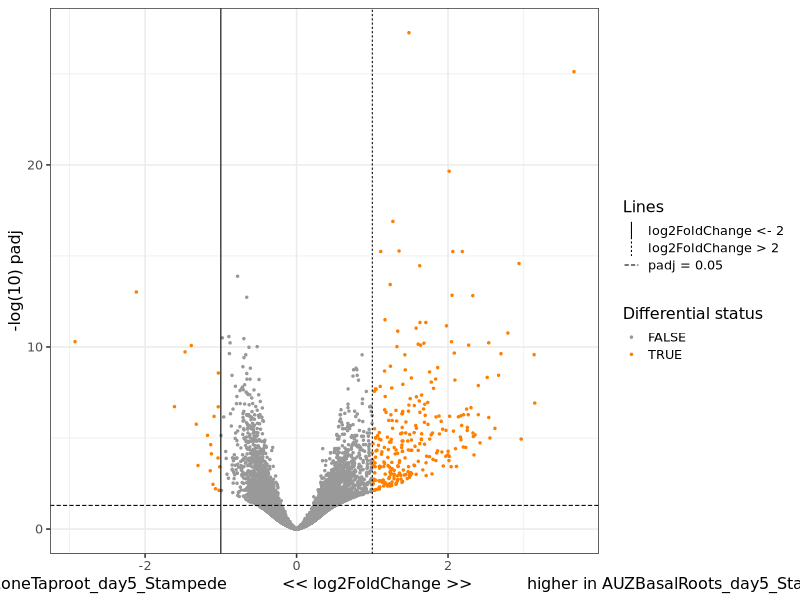 -log(10) padj
20
10
0
-2
0
2
oneTaproot_day5_Stampede << log2FoldChange >> higher in AUZBasalRoots_day5_Sta
Lines
log2FoldChange <- 2
log2FoldChange > 2
padj = 0.05
Differential status
FALSE
TRUE